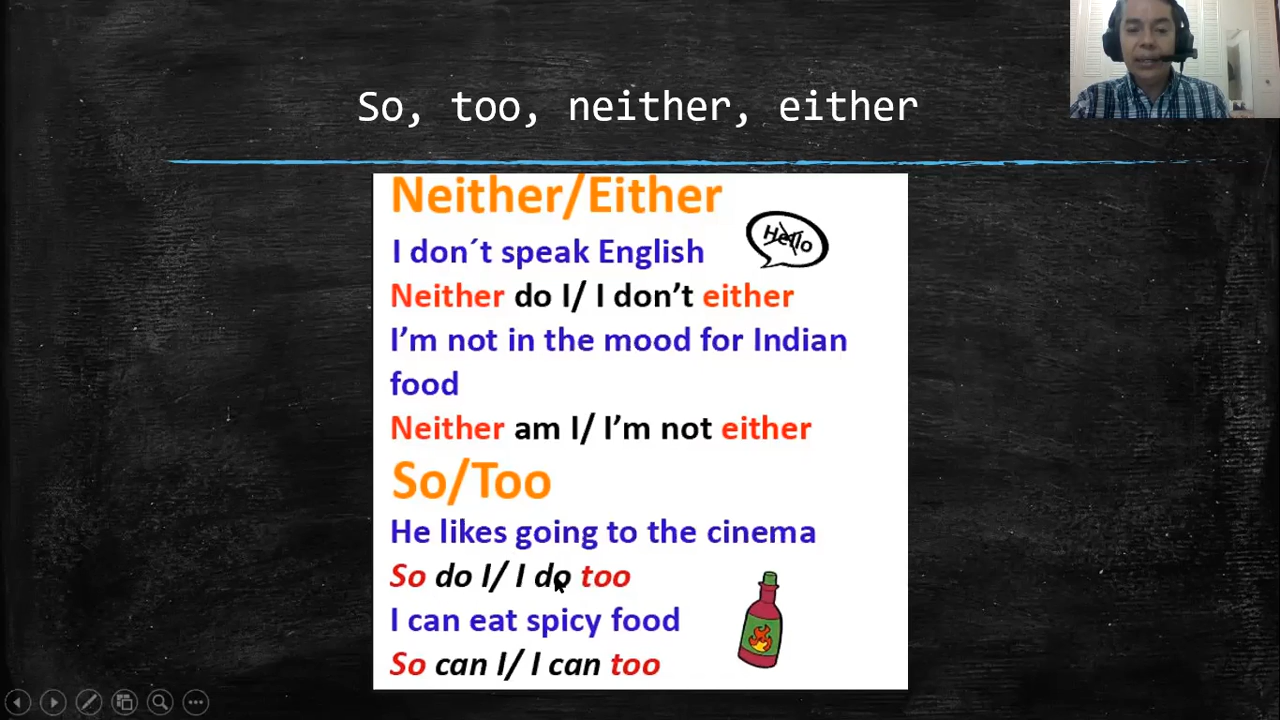 So, too, neither, either
Neither/Either
Hello
I don´t speak English
Neither do I/ I don’t either
I’m not in the mood for Indian
food
Neither am I/ I’m not either
So/Too
He likes going to the cinema
So do I/ I do too
I can eat spicy food
So can I/ I can too